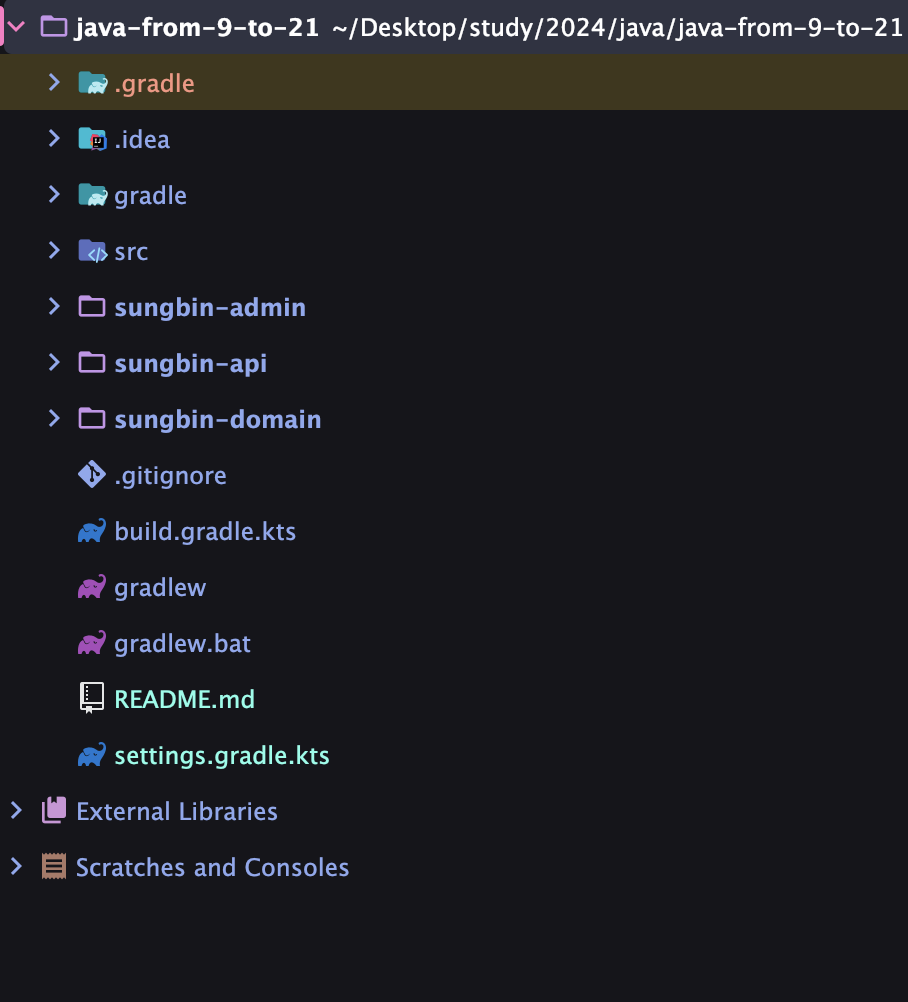 java-from-9-to-21 ~/Desktop/study/2024/java/java-from-9-to-21
.gradle
.idea
gradle
src
sungbin-admin
sungbin-api
sungbin-domain
.gitignore
build.gradle.kts
gradlew
gradlew.bat
README.md
settings.gradle.kts
External Libraries
Scratches and Consoles